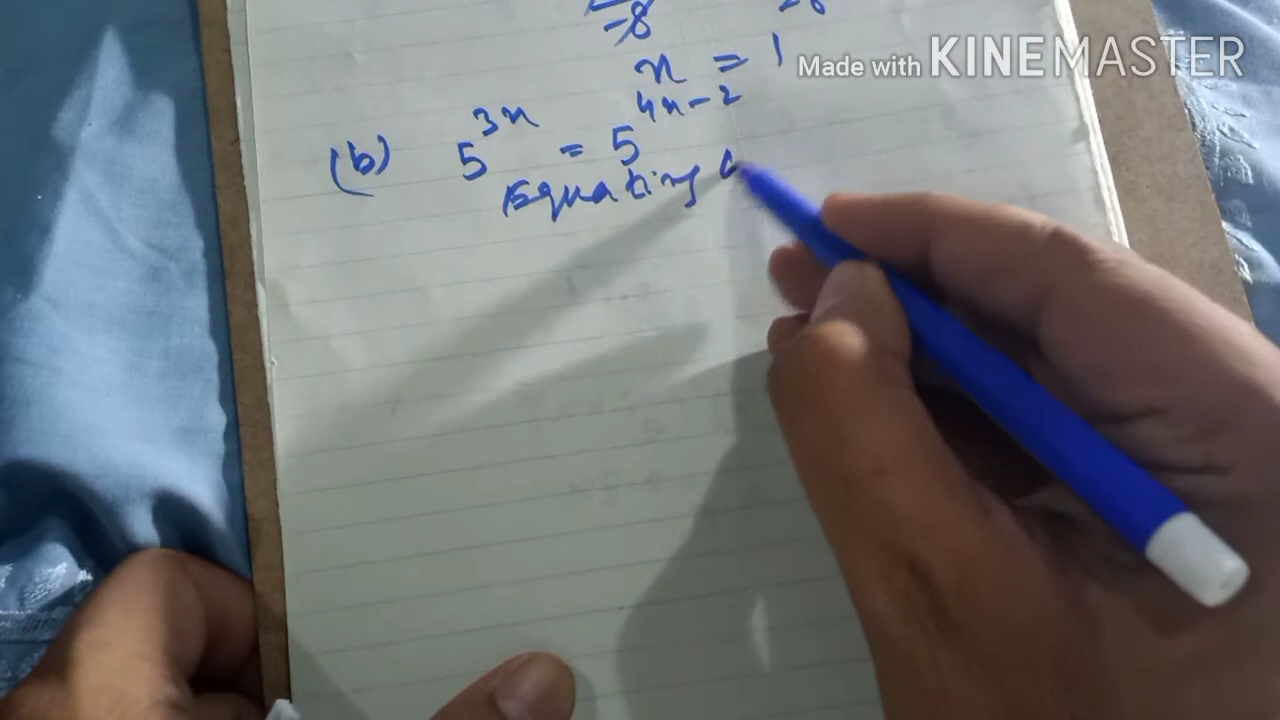 -8
x = 1
Made with KINEMASTER
(b) 5^{3x} = 5^{4x-2}
Equating